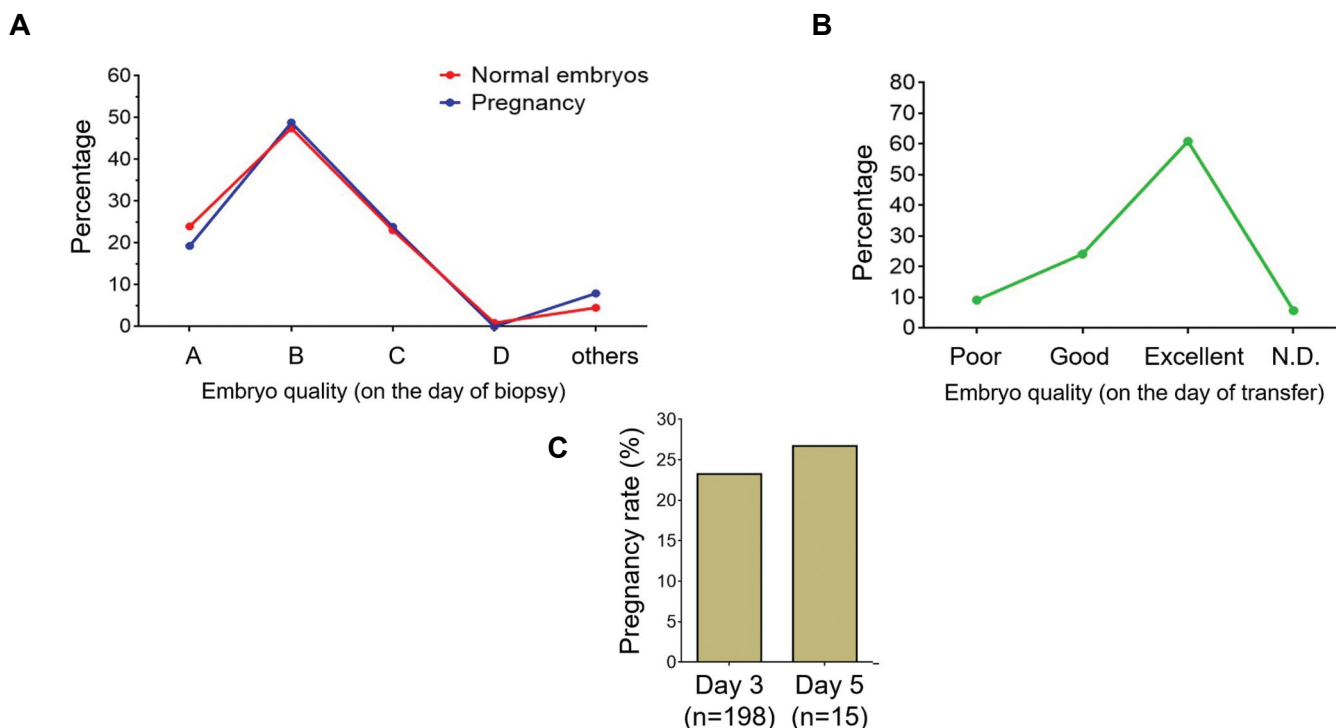 A
B
60
50
40
30
20
10
0
Percentage
Normal embryos
Pregnancy
A B C D others
Embryo quality (on the day of biopsy)
80
70
60
50
40
30
20
10
0
Percentage
Poor Good Excellent N.D.
Embryo quality (on the day of transfer)
C
30
25
20
15
10
5
0
Pregnancy rate (%)
Day 3 Day 5
(n=198) (n=15)